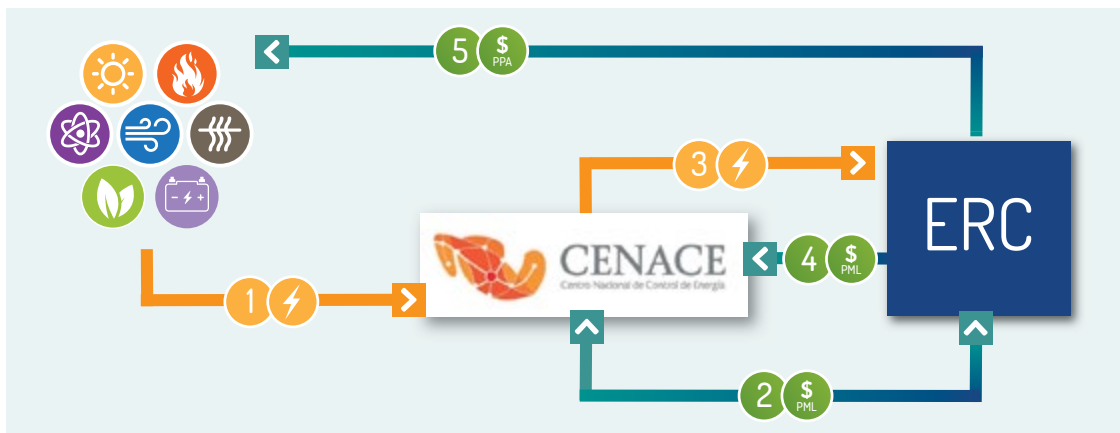 5 $
PPA
3
ERC
CENACE
Centro Nacional de Control de Energía
4 $
PML
1
2 $
PML